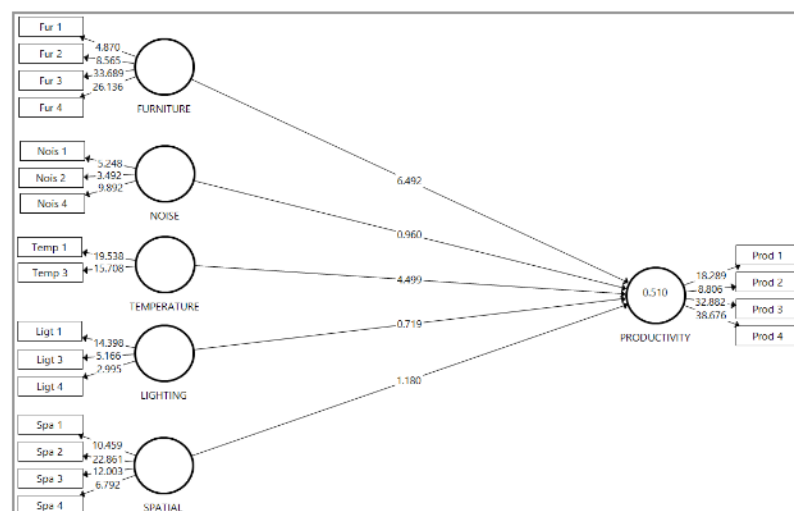 Fur 1
4.870
Fur 2
8.565
Fur 3
33.689
26.136
Fur 4
FURNITURE
6.492
Nois 1
5.248
Nois 2
3.492
9.892
Nois 4
NOISE
0.960
Temp 1
19.538
Temp 3
15.708
TEMPERATURE
4.499
Ligt 1
14.398
Ligt 3
5.166
2.995
Ligt 4
LIGHTING
0.719
Spa 1
10.459
Spa 2
22.861
Spa 3
12.003
6.792
Spa 4
SPATIAL
1.180
0.510
PRODUCTIVITY
18.289
Prod 1
8.806
Prod 2
32.882
Prod 3
38.676
Prod 4